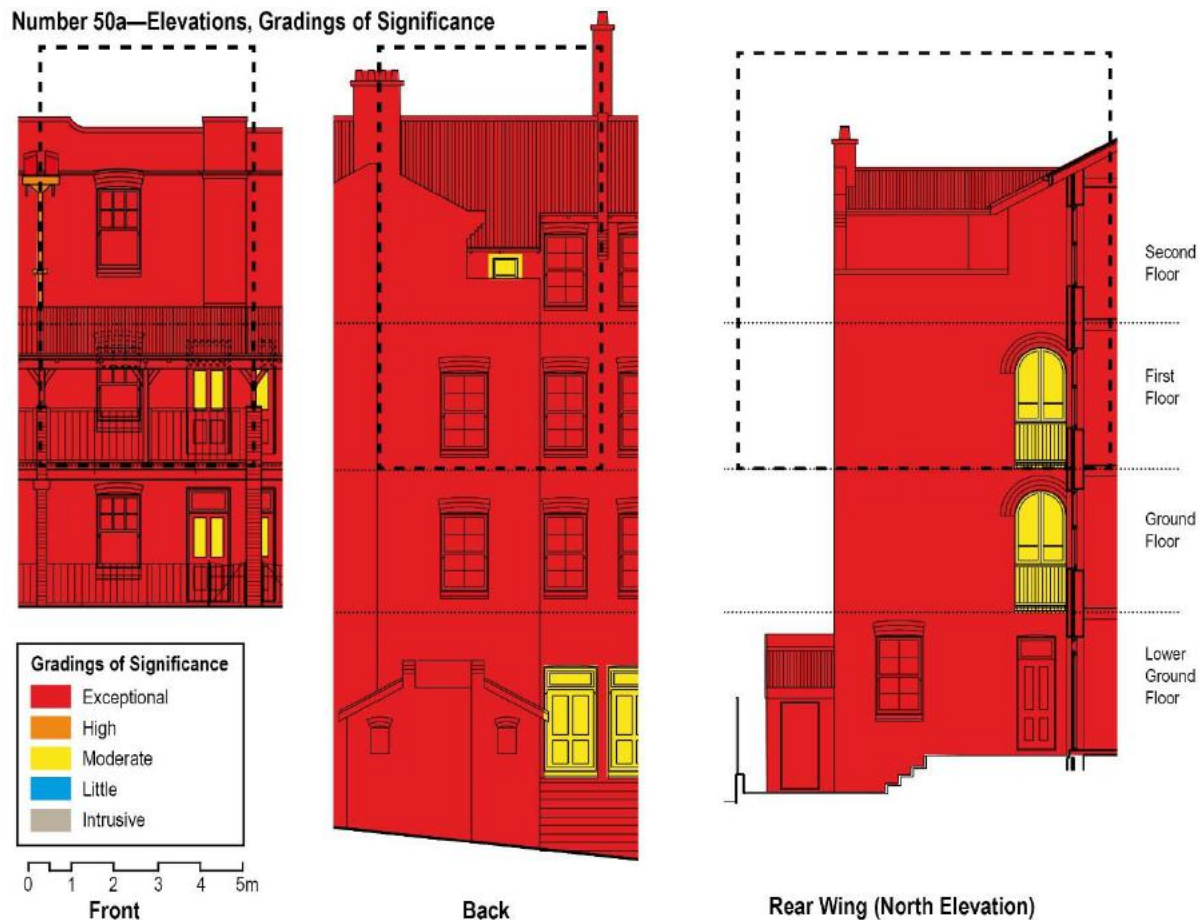 Number 50a—Elevations, Gradings of Significance
Second
Floor
First
Floor
Ground
Floor
Lower
Ground
Floor
Gradings of Significance
Exceptional
High
Moderate
Little
Intrusive
0 1 2 3 4 5m
Front
Back
Rear Wing (North Elevation)